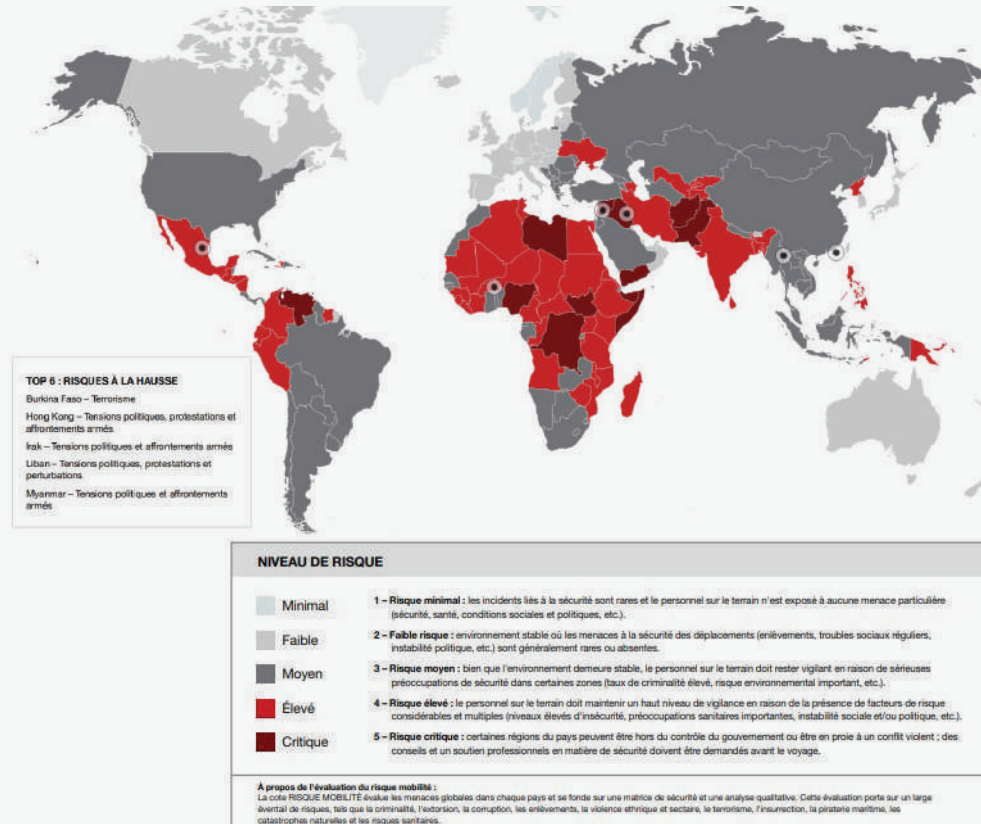 TOP 6 : RISQUES À LA HAUSSE
Burkina Faso – Terrorisme
Hong Kong – Tensions politiques, protestations et
affrontements armés
Irak – Tensions politiques et affrontements armés
Liban – Tensions politiques, protestations et
perturbations
Myanmar – Tensions politiques et affrontements
armés
NIVEAU DE RISQUE
Minimal
1 – Risque minimal : les incidents liés à la sécurité sont rares et le personnel sur le terrain n'est exposé à aucune menace particulière
(sécurité, santé, conditions sociales et politiques, etc.).
Faible
2 – Faible risque : environnement stable où les menaces à la sécurité des déplacements (enlèvements, troubles sociaux réguliers,
instabilité politique, etc.) sont généralement rares ou absentes.
Moyen
3 – Risque moyen : bien que l'environnement demeure stable, le personnel sur le terrain doit rester vigilant en raison de sérieuses
préoccupations de sécurité dans certaines zones (taux de criminalité élevé, risque environnemental important, etc.).
Élevé
4 – Risque élevé : le personnel sur le terrain doit maintenir un haut niveau de vigilance en raison de la présence de facteurs de risque
considérables et multiples (niveaux élevés d'insécurité, préoccupations sanitaires importantes, instabilité sociale et/ou politique, etc.).
Critique
5 – Risque critique : certaines régions du pays peuvent être hors du contrôle du gouvernement ou être en proie à un conflit violent ; des
conseils et un soutien professionnels en matière de sécurité doivent être demandés avant le voyage.
À propos de l'évaluation du risque mobilité :
La cote RISQUE MOBILITÉ évalue les menaces globales dans chaque pays et se fonde sur une matrice de sécurité et une analyse qualitative. Cette évaluation porte sur un large
éventail de risques, tels que la criminalité, l'extorsion, la corruption, les enlèvements, la violence ethnique et sectaire, le terrorisme, l'insurrection, la piraterie maritime, les
catastrophes naturelles et les risques sanitaires.